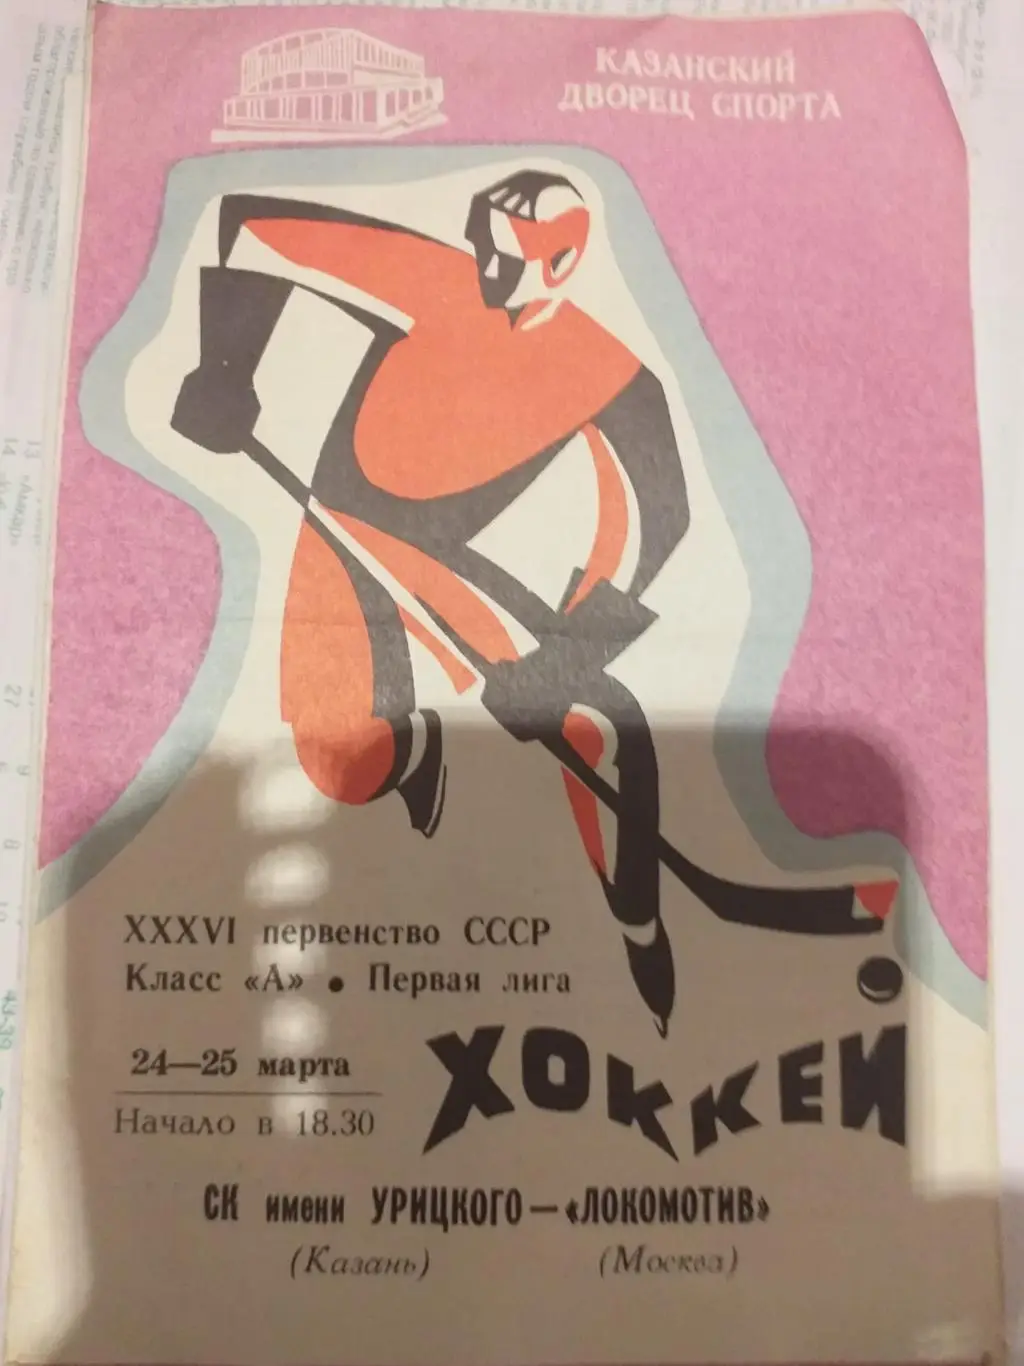 КАЗАНСКИЙ
ДВОРЕЦ СПОРТА
XXXVI первенство СССР
Класс «А» • Первая лига
24—25 марта
Начало в 18.30
ХОККЕЙ
СК имени УРИЦКОГО—«ЛОКОМОТИВ»
(Казань) (Москва)